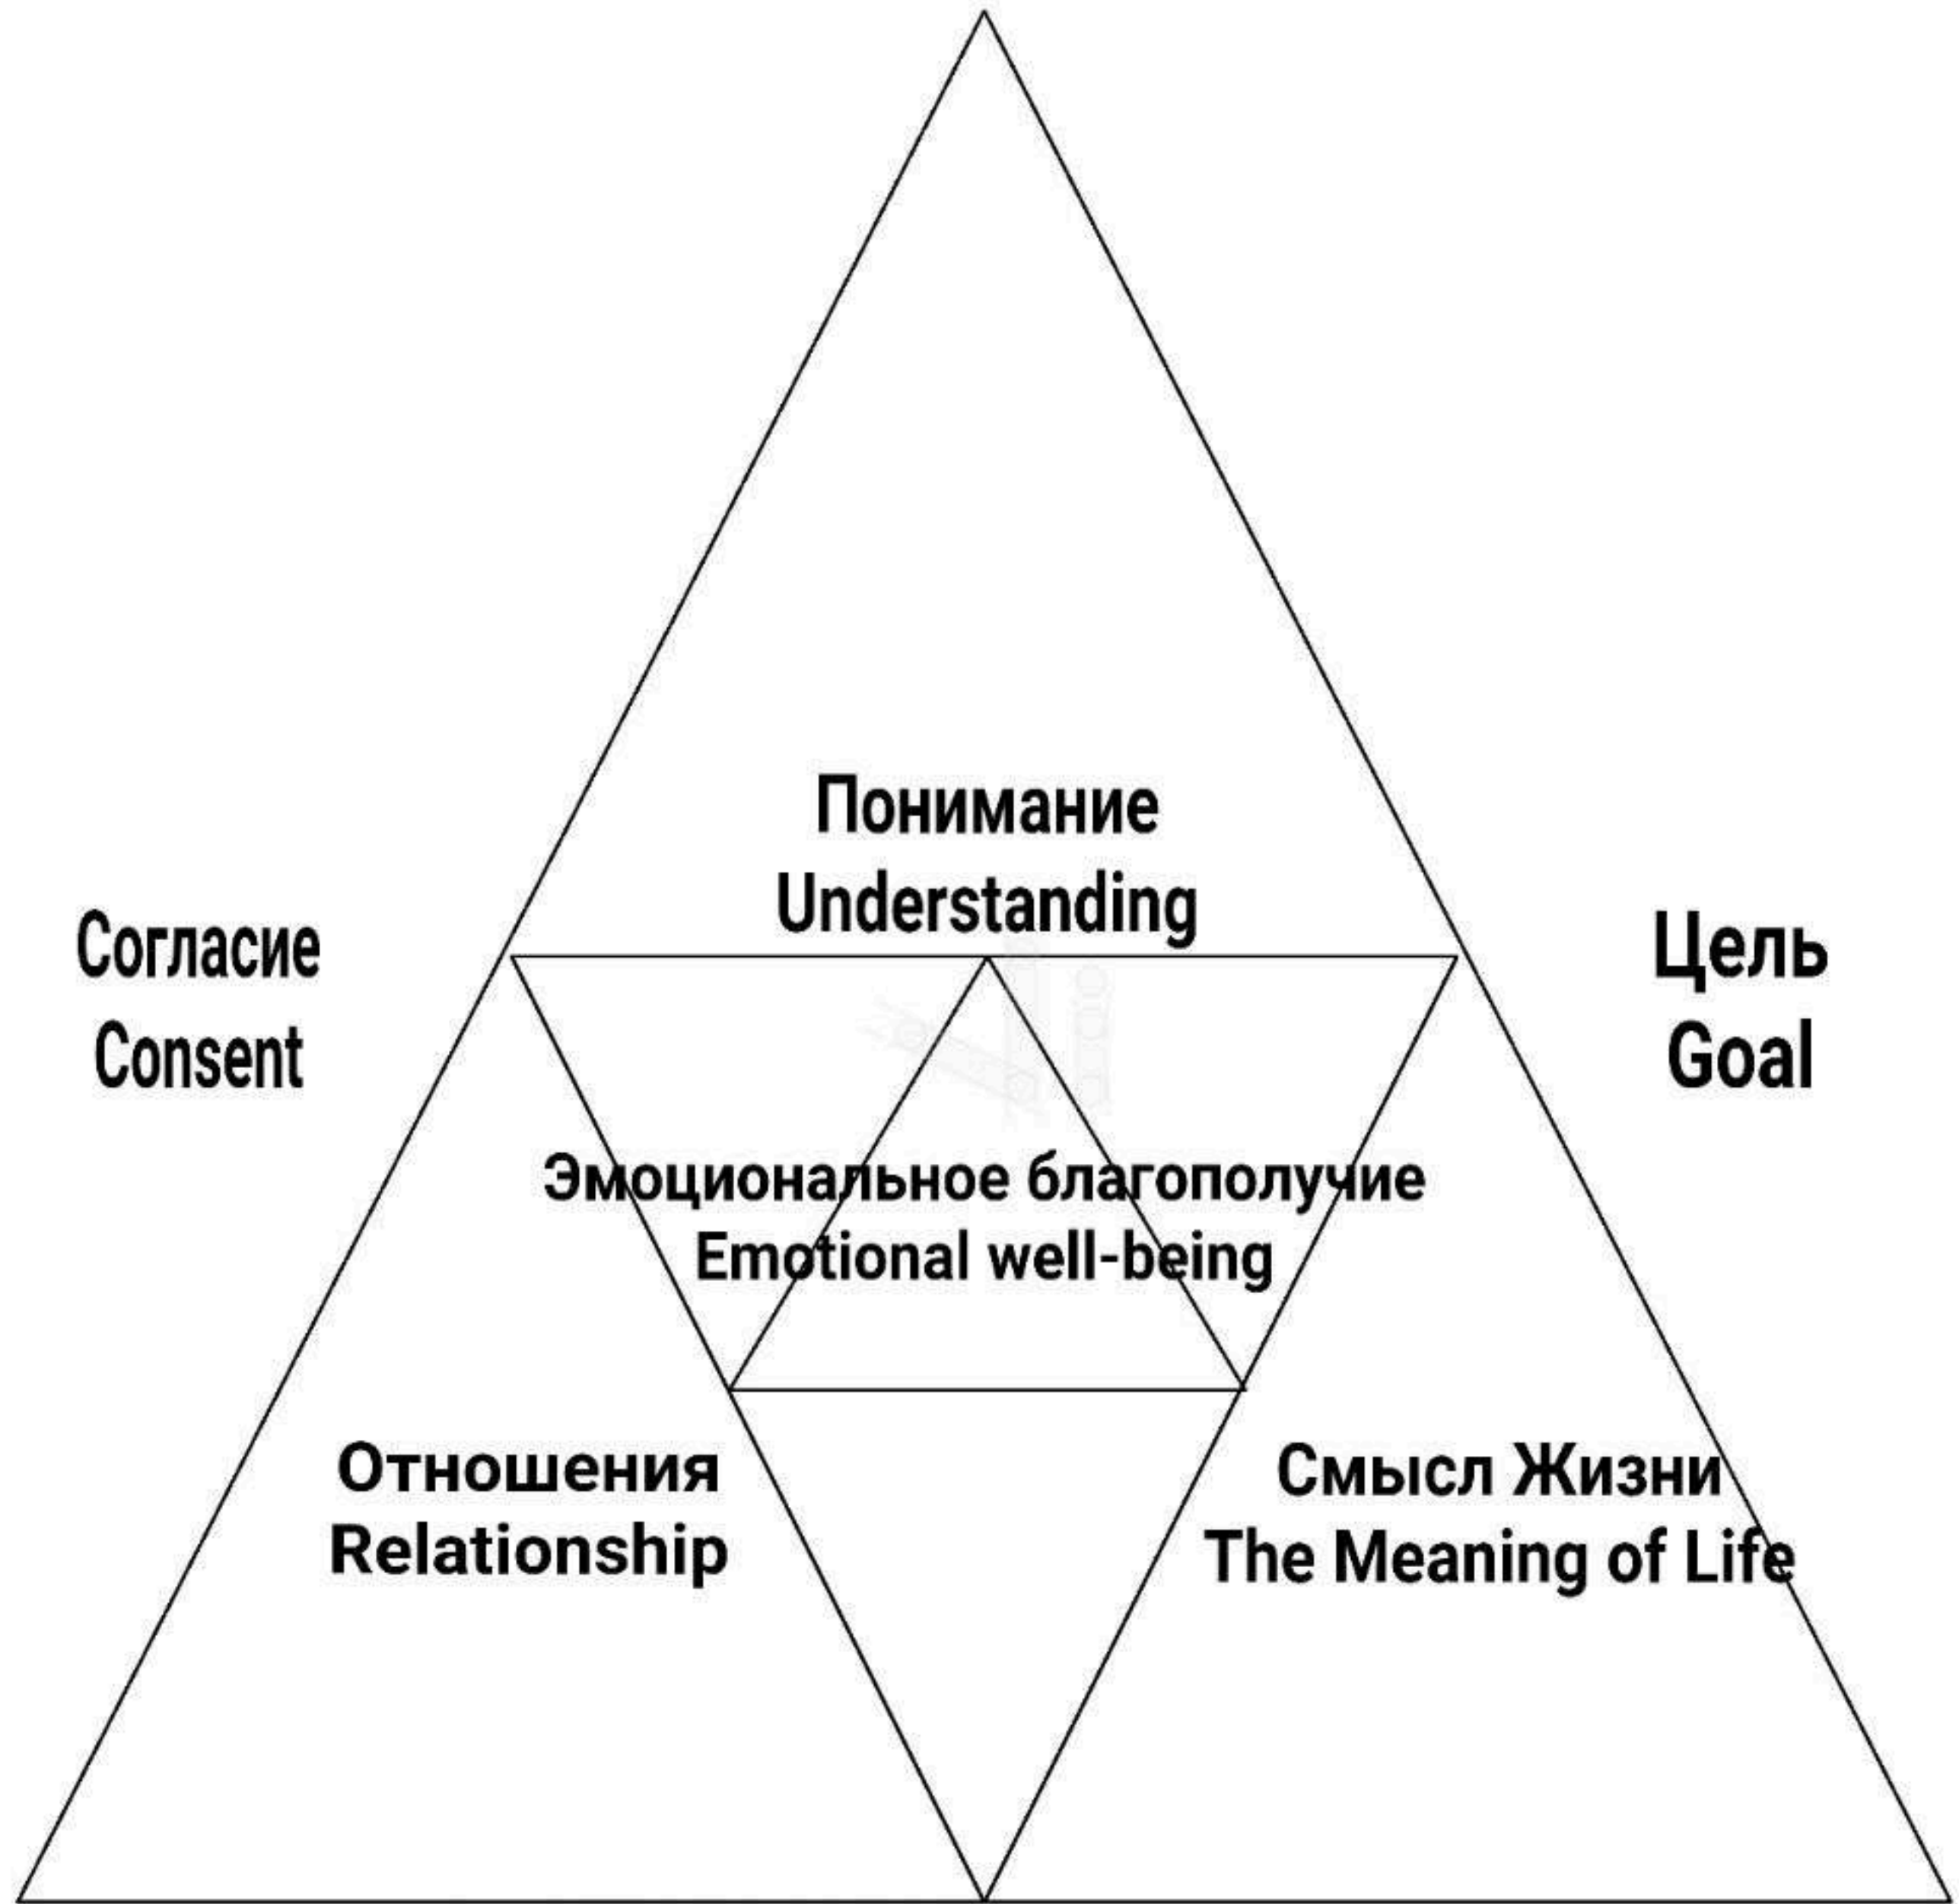 Понимание
Understanding
Согласие
Consent
Цель
Goal
Эмоциональное благополучие
Emotional well-being
Отношения
Relationship
Смысл Жизни
The Meaning of Life